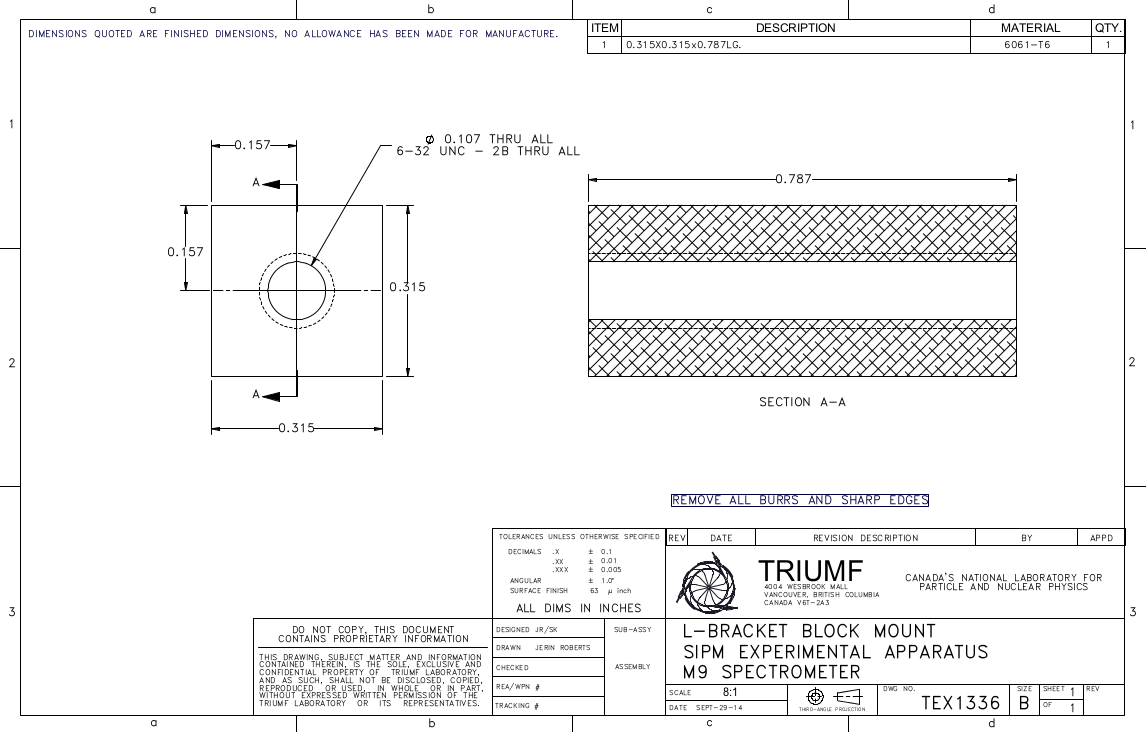 a b c d
DIMENSIONS QUOTED ARE FINISHED DIMENSIONS, NO ALLOWANCE HAS BEEN MADE FOR MANUFACTURE.
ITEM DESCRIPTION MATERIAL QTY.
1 0.315X0.315x0.787LG. 6061-T6 1
1 1
Ø 0.107 THRU ALL
6-32 UNC - 2B THRU ALL
0.157
A
0.787
0.157
0.315
2 2
A
SECTION A-A
0.315
REMOVE ALL BURRS AND SHARP EDGES
TOLERANCES UNLESS OTHERWISE SPECIFIED
DECIMALS .X ± 0.1
.XX ± 0.01
.XXX ± 0.005
ANGULAR ± 1.0°
SURFACE FINISH 63 µ inch
ALL DIMS IN INCHES
REV DATE REVISION DESCRIPTION BY APPD
TRIUMF
4004 WESBROOK MALL
VANCOUVER, BRITISH COLUMBIA
CANADA V6T-2A3
CANADA'S NATIONAL LABORATORY FOR
PARTICLE AND NUCLEAR PHYSICS
3 3
DO NOT COPY, THIS DOCUMENT
CONTAINS PROPRIETARY INFORMATION
THIS DRAWING, SUBJECT MATTER AND INFORMATION
CONTAINED THEREIN, IS THE SOLE, EXCLUSIVE AND
CONFIDENTIAL PROPERTY OF TRIUMF LABORATORY,
AND AS SUCH, SHALL NOT BE DISCLOSED, COPIED,
REPRODUCED OR USED, IN WHOLE OR IN PART,
WITHOUT EXPRESSED WRITTEN PERMISSION OF THE
TRIUMF LABORATORY OR ITS REPRESENTATIVES.
DESIGNED JR/SK
DRAWN JERIN ROBERTS
CHECKED
REA/WPN #
TRACKING #
SUB-ASSY
ASSEMBLY
L-BRACKET BLOCK MOUNT
SIPM EXPERIMENTAL APPARATUS
M9 SPECTROMETER
SCALE 8:1
DATE SEPT-29-14
THIRD-ANGLE PROJECTION
DWG NO. TEX1336
SIZE B
SHEET 1
OF 1
REV
a b c d